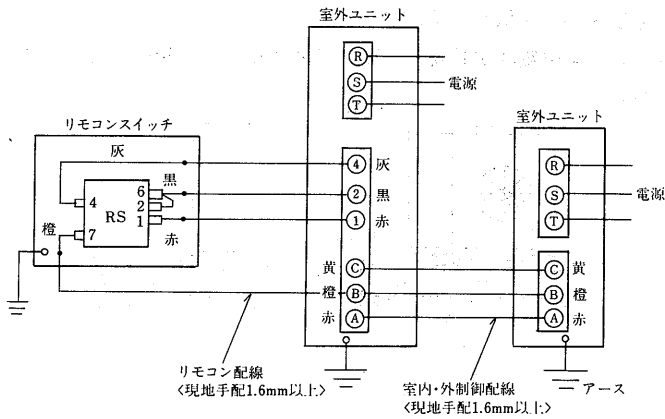 室外ユニット
R
S
電源
T
室外ユニット
リモコンスイッチ
灰
④ 灰
R
6 黒
② 黒
S
電源
4
RS
2
1
① 赤
T
橙
7
赤
黄 C
C 黄
橙 B
B 橙
赤 A
A 赤
リモコン配線
<現地手配1.6mm以上>
室内・外制御配線
<現地手配1.6mm以上>
アース